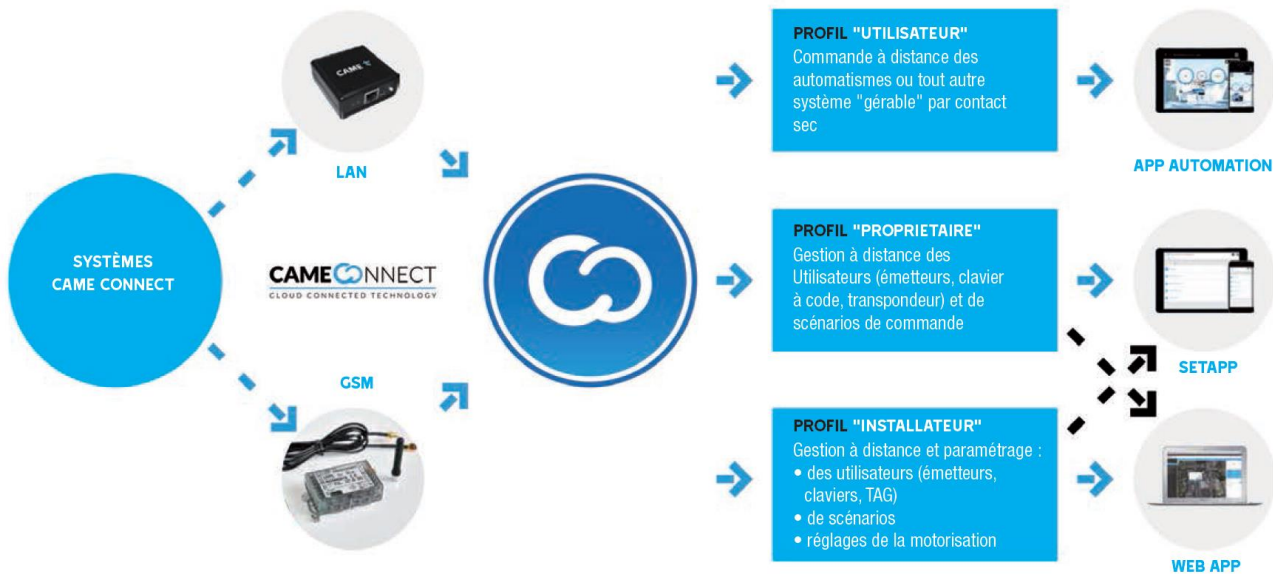 CAME
LAN
SYSTÈMES
CAME CONNECT
CAMECONNECT
CLOUD CONNECTED TECHNOLOGY
GSM
PROFIL "UTILISATEUR"
Commande à distance des
automatismes ou tout autre
système "gérable" par contact
sec
APP AUTOMATION
PROFIL "PROPRIETAIRE"
Gestion à distance des
Utilisateurs (émetteurs, clavier
à code, transpondeur) et de
scénarios de commande
SETAPP
PROFIL "INSTALLATEUR"
Gestion à distance et paramétrage :
• des utilisateurs (émetteurs,
claviers, TAG)
• de scénarios
• réglages de la motorisation
WEB APP